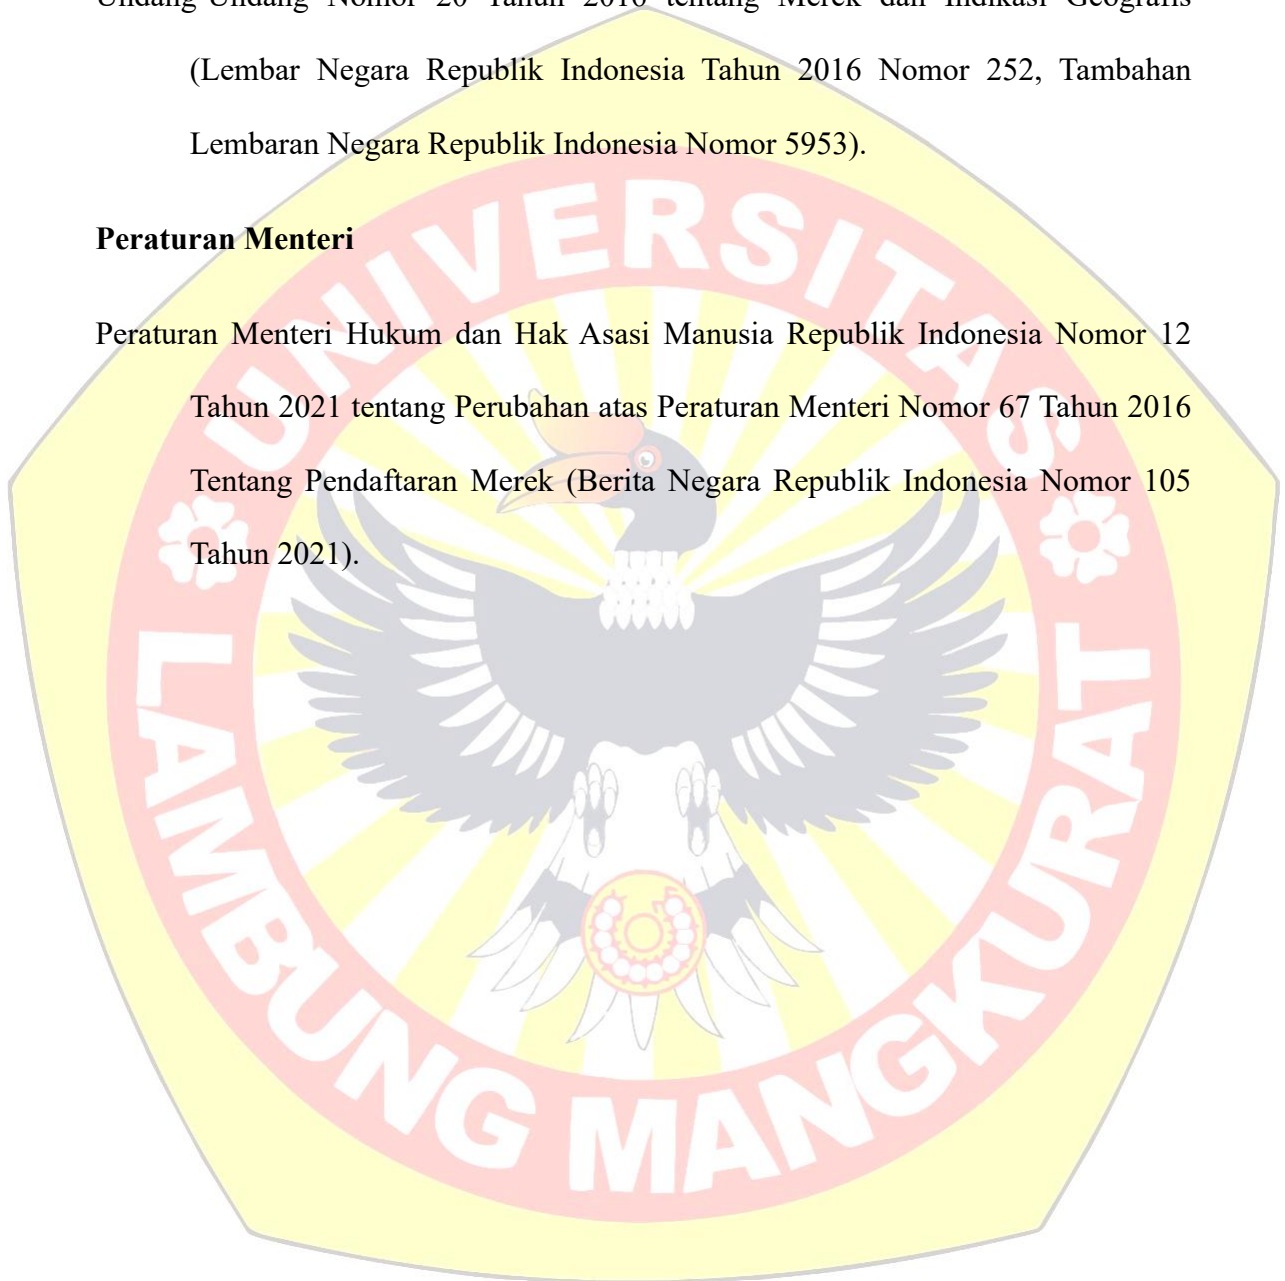 Undang-Undang Nomor 20 Tahun 2016 tentang Merek dan Indikasi Geografis
(Lembar Negara Republik Indonesia Tahun 2016 Nomor 252, Tambahan
Lembaran Negara Republik Indonesia Nomor 5953).
Peraturan Menteri
Peraturan Menteri Hukum dan Hak Asasi Manusia Republik Indonesia Nomor 12
Tahun 2021 tentang Perubahan atas Peraturan Menteri Nomor 67 Tahun 2016
Tentang Pendaftaran Merek (Berita Negara Republik Indonesia Nomor 105
Tahun 2021).
UNIVERSITAS
LAMBUNG MANGKURAT